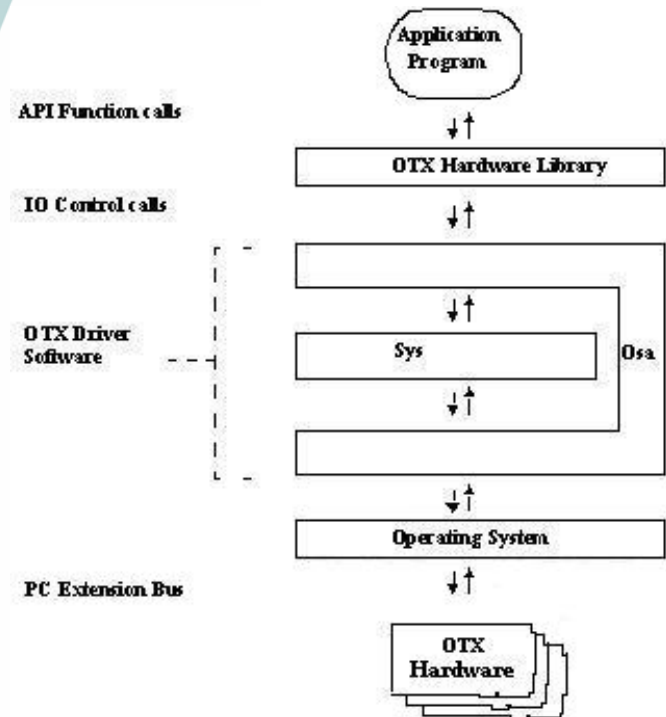 Application
Program
API Function calls
OTX Hardware Library
IO Control calls
OTX Driver
Software
Sys
Osa
Operating System
PC Extension Bus
OTX
Hardware